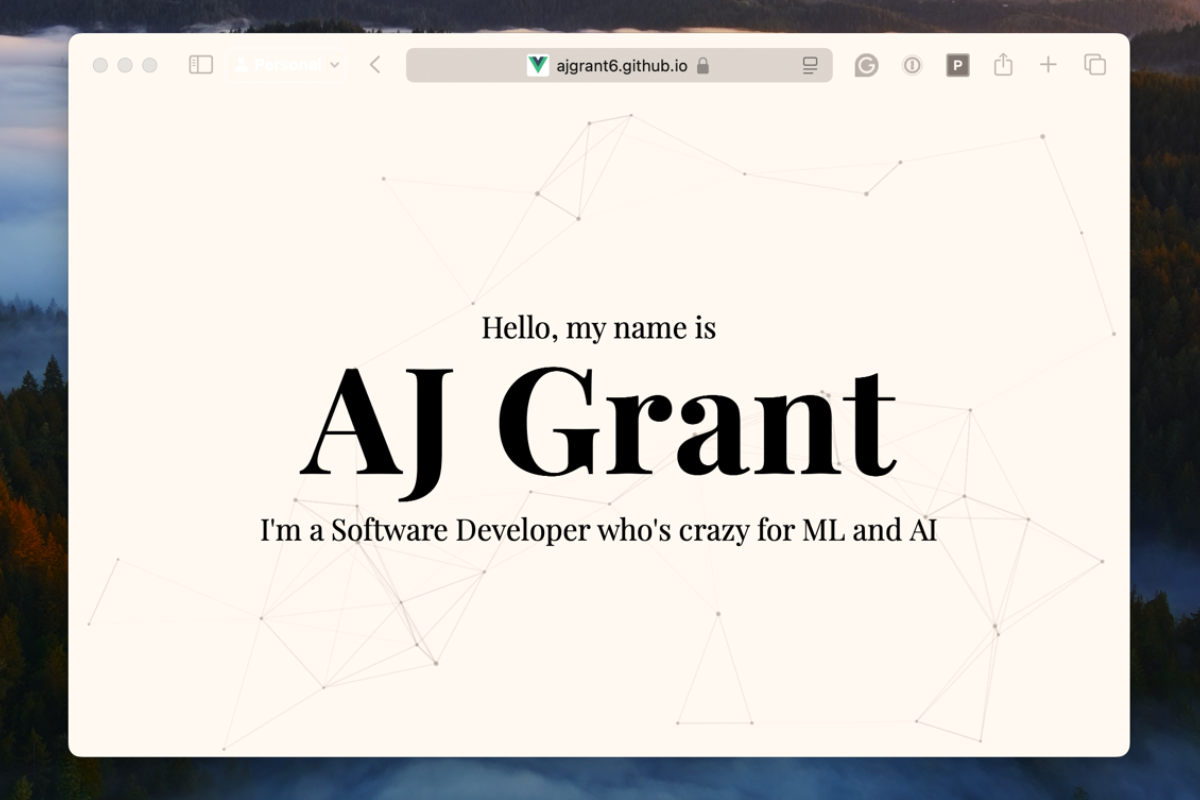 Personal
ajgrant6.github.io
P
Hello, my name is
AJ Grant
I'm a Software Developer who's crazy for ML and AI